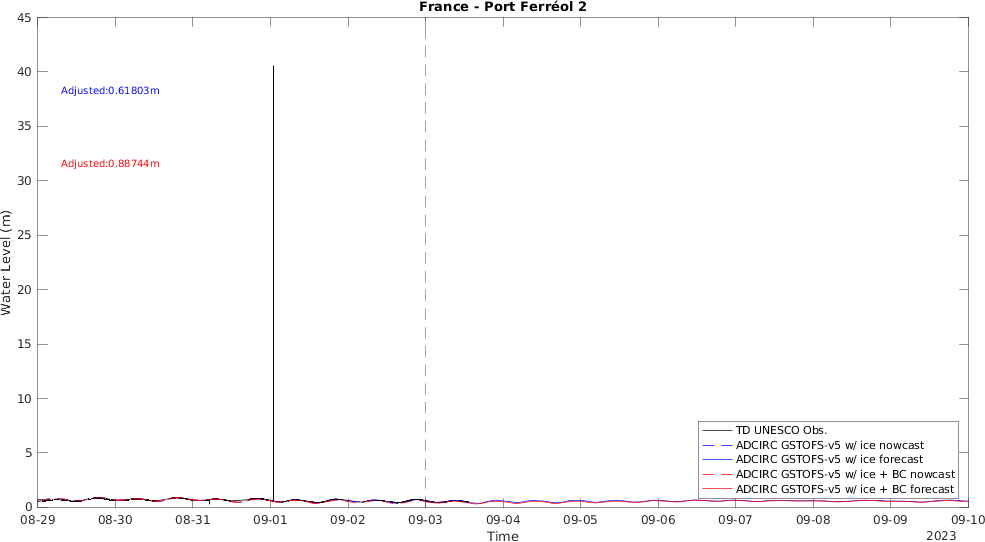 France - Port Ferréol 2
45
40
35
30
25
20
15
10
5
0
Water Level (m)
Adjusted:0.61803m
Adjusted:0.88744m
TD UNESCO Obs.
ADCIRC GSTOFS-v5 w/ ice nowcast
ADCIRC GSTOFS-v5 w/ ice forecast
ADCIRC GSTOFS-v5 w/ ice + BC nowcast
ADCIRC GSTOFS-v5 w/ ice + BC forecast
08-29 08-30 08-31 09-01 09-02 09-03 09-04 09-05 09-06 09-07 09-08 09-09 09-10
Time
2023